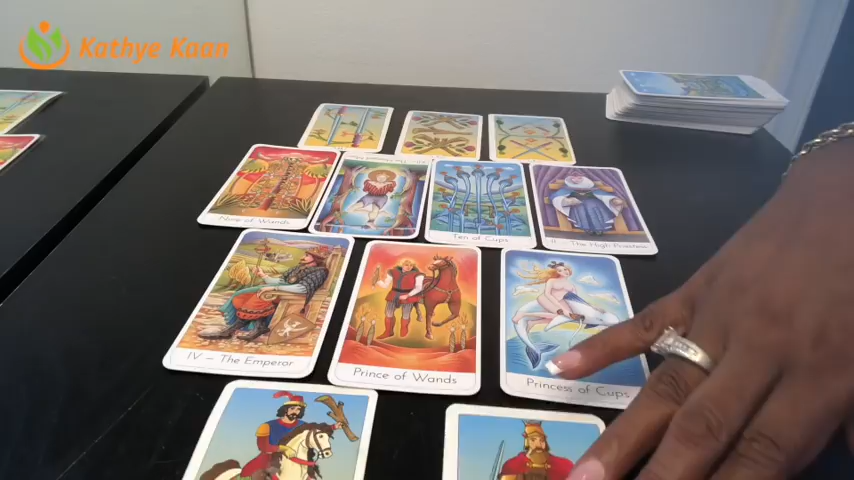 Kathye Kaan
Nine of Wands
Ten of Cups
II - The High Priestess
IV - The Emperor
Prince of Wands
Princess of Cups